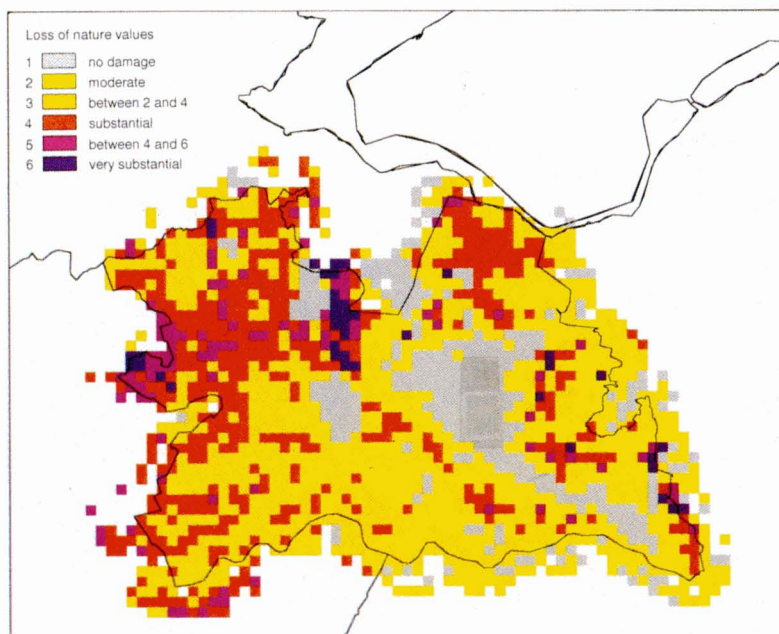 Loss of nature values
1 no damage
2 moderate
3 between 2 and 4
4 substantial
5 between 4 and 6
6 very substantial